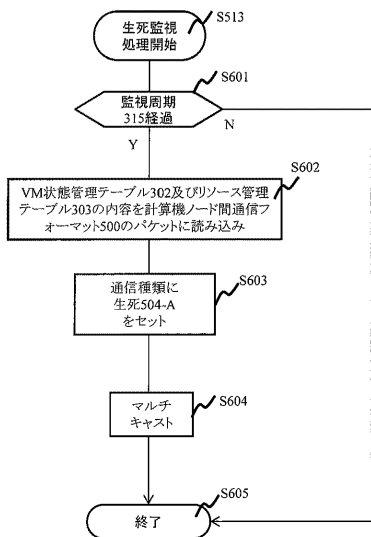 生死監視
処理開始
S513
S601
監視周期
315経過
N
Y
S602
VM状態管理テーブル302及びリソース管理
テーブル303の内容を計算機ノード間通信フ
ォーマット500のパケットに読み込み
S603
通信種類に
生死504-A
をセット
S604
マルチ
キャスト
S605
終了